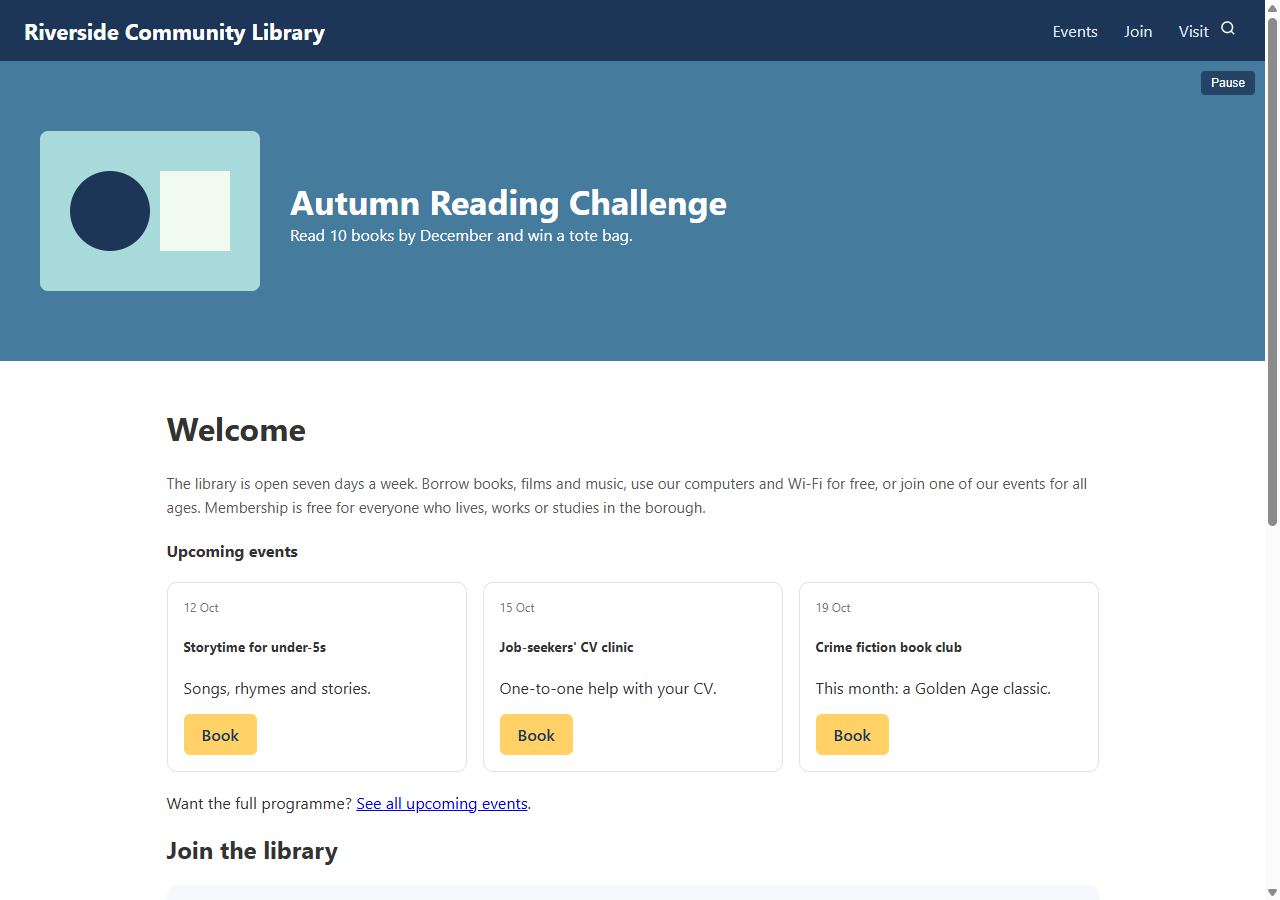 Riverside Community Library
Events Join Visit
Pause
Autumn Reading Challenge
Read 10 books by December and win a tote bag.
Welcome
The library is open seven days a week. Borrow books, films and music, use our computers and Wi-Fi for free, or join one of our events for all
ages. Membership is free for everyone who lives, works or studies in the borough.
Upcoming events
12 Oct
Storytime for under-5s
Songs, rhymes and stories.
Book
15 Oct
Job-seekers' CV clinic
One-to-one help with your CV.
Book
19 Oct
Crime fiction book club
This month: a Golden Age classic.
Book
Want the full programme? See all upcoming events.
Join the library